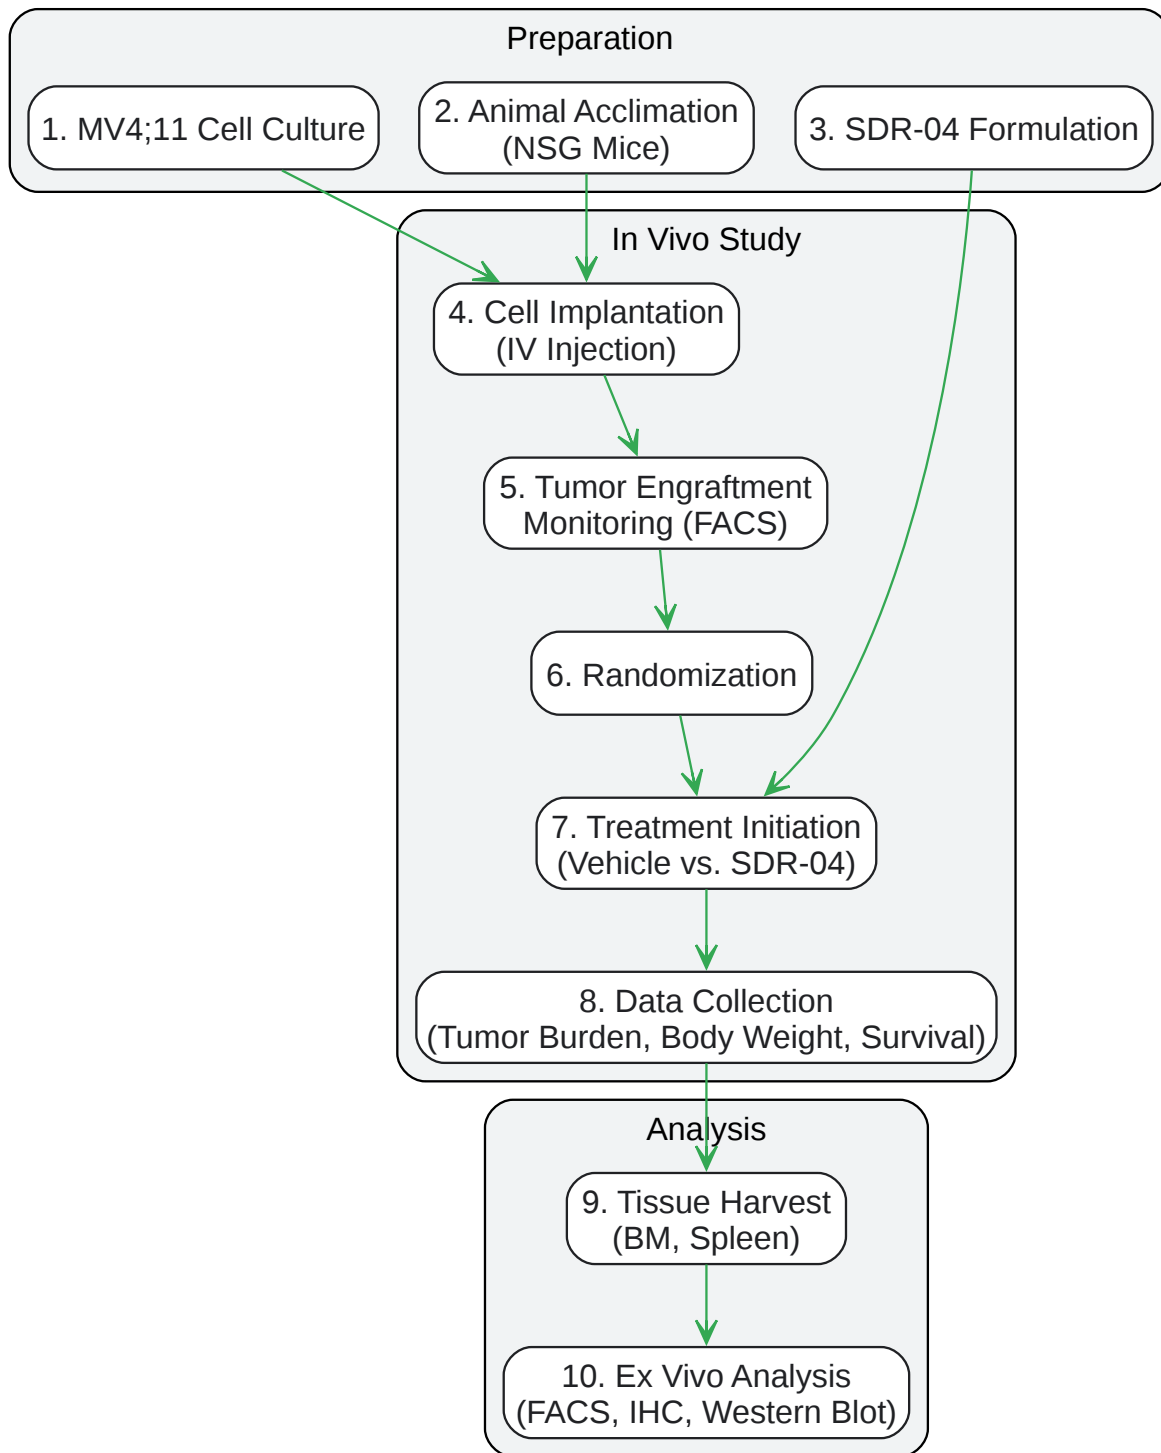 Preparation
1. MV4;11 Cell Culture
2. Animal Acclimation
(NSG Mice)
3. SDR-04 Formulation
In Vivo Study
4. Cell Implantation
(IV Injection)
5. Tumor Engraftment
Monitoring (FACS)
6. Randomization
7. Treatment Initiation
(Vehicle vs. SDR-04)
8. Data Collection
(Tumor Burden, Body Weight, Survival)
Analysis
9. Tissue Harvest
(BM, Spleen)
10. Ex Vivo Analysis
(FACS, IHC, Western Blot)